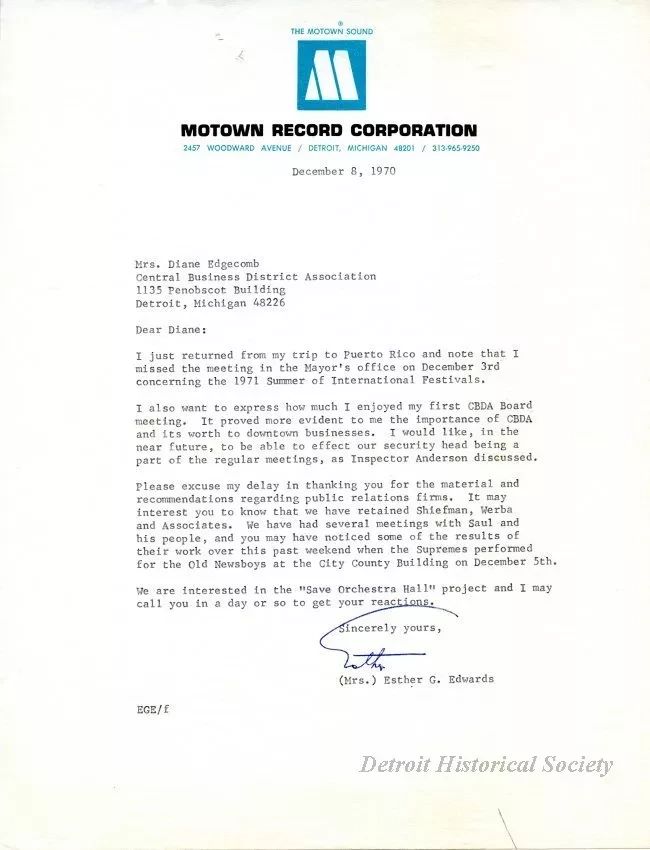 ®
THE MOTOWN SOUND
M
MOTOWN RECORD CORPORATION
2457 WOODWARD AVENUE / DETROIT, MICHIGAN 48201 / 313-965-9250
December 8, 1970
Mrs. Diane Edgecomb
Central Business District Association
1135 Penobscot Building
Detroit, Michigan 48226
Dear Diane:
I just returned from my trip to Puerto Rico and note that I
missed the meeting in the Mayor's office on December 3rd
concerning the 1971 Summer of International Festivals.
I also want to express how much I enjoyed my first CBDA Board
meeting. It proved more evident to me the importance of CBDA
and its worth to downtown businesses. I would like, in the
near future, to be able to effect our security head being a
part of the regular meetings, as Inspector Anderson discussed.
Please excuse my delay in thanking you for the material and
recommendations regarding public relations firms. It may
interest you to know that we have retained Shiefman, Werba
and Associates. We have had several meetings with Saul and
his people, and you may have noticed some of the results of
their work over this past weekend when the Supremes performed
for the Old Newsboys at the City County Building on December 5th.
We are interested in the "Save Orchestra Hall" project and I may
call you in a day or so to get your reactions.
Sincerely yours,
Esther
(Mrs.) Esther G. Edwards
EGE/f
Detroit Historical Society